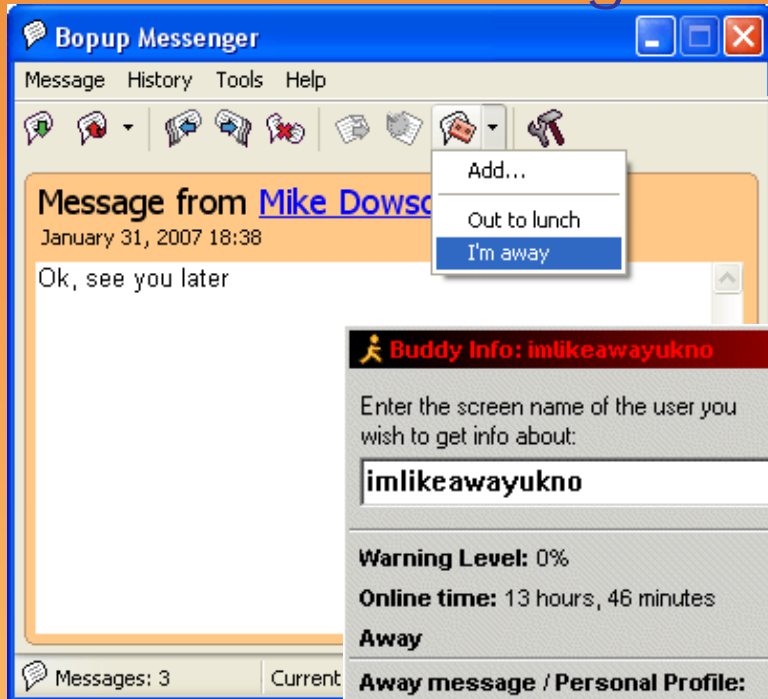 Bopup Messenger
Message History Tools Help
Add...
Out to lunch
I'm away
Message from Mike
January 31, 2007 18:38
Ok, see you later
Buddy Info: imlikeawayukno
Enter the screen name of the user you
wish to get info about:
imlikeawayukno
Warning Level: 0%
Online time: 13 hours, 46 minutes
Away
Away message / Personal Profile:
Messages: 3
Current